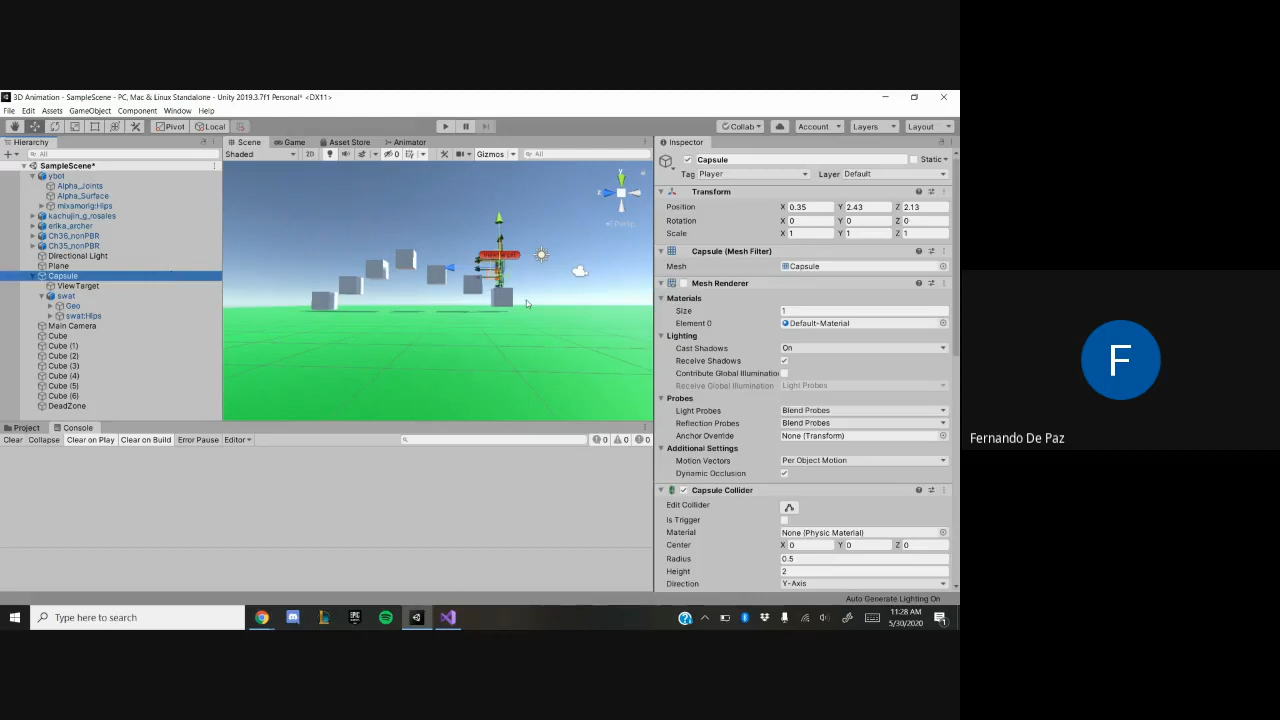 3D Animation - SampleScene - PC, Mac & Linux Standalone - Unity 2019.3.7f1 Personal* <DX11>
File Edit Assets GameObject Component Window Help
Pivot Local Collab Account Layers Layout
Hierarchy
All
SampleScene*
ybot
Alpha_Joints
Alpha_Surface
mixamorig:Hips
kachujin_g_rosales
erika_archer
Ch36_nonPBR
Ch35_nonPBR
Directional Light
Plane
Capsule
ViewTarget
swat
Geo
swat:Hips
Main Camera
Cube
Cube (1)
Cube (2)
Cube (3)
Cube (4)
Cube (5)
Cube (6)
DeadZone
Scene Game Asset Store Animator
Shaded 2D 0 Gizmos All
y
z
Persp
Inspector
Capsule Static
Tag Player Layer Default
Transform
Position X 0.35 Y 2.43 Z 2.13
Rotation X 0 Y 0 Z 0
Scale X 1 Y 1 Z 1
Capsule (Mesh Filter)
Mesh Capsule
Mesh Renderer
Materials
Size 1
Element 0 Default-Material
Lighting
Cast Shadows On
Receive Shadows
Contribute Global Illumination
Receive Global Illumination Light Probes
Probes
Light Probes Blend Probes
Reflection Probes Blend Probes
Anchor Override None (Transform)
Additional Settings
Motion Vectors Per Object Motion
Dynamic Occlusion
Capsule Collider
Edit Collider
Is Trigger
Material None (Physic Material)
Center X 0 Y 0 Z 0
Radius 0.5
Height 2
Direction Y-Axis
Auto Generate Lighting On
Project Console
Clear Collapse Clear on Play Clear on Build Error Pause Editor 0 0 0
Type here to search
EPIC
11:28 AM
5/30/2020
1
F
Fernando De Paz